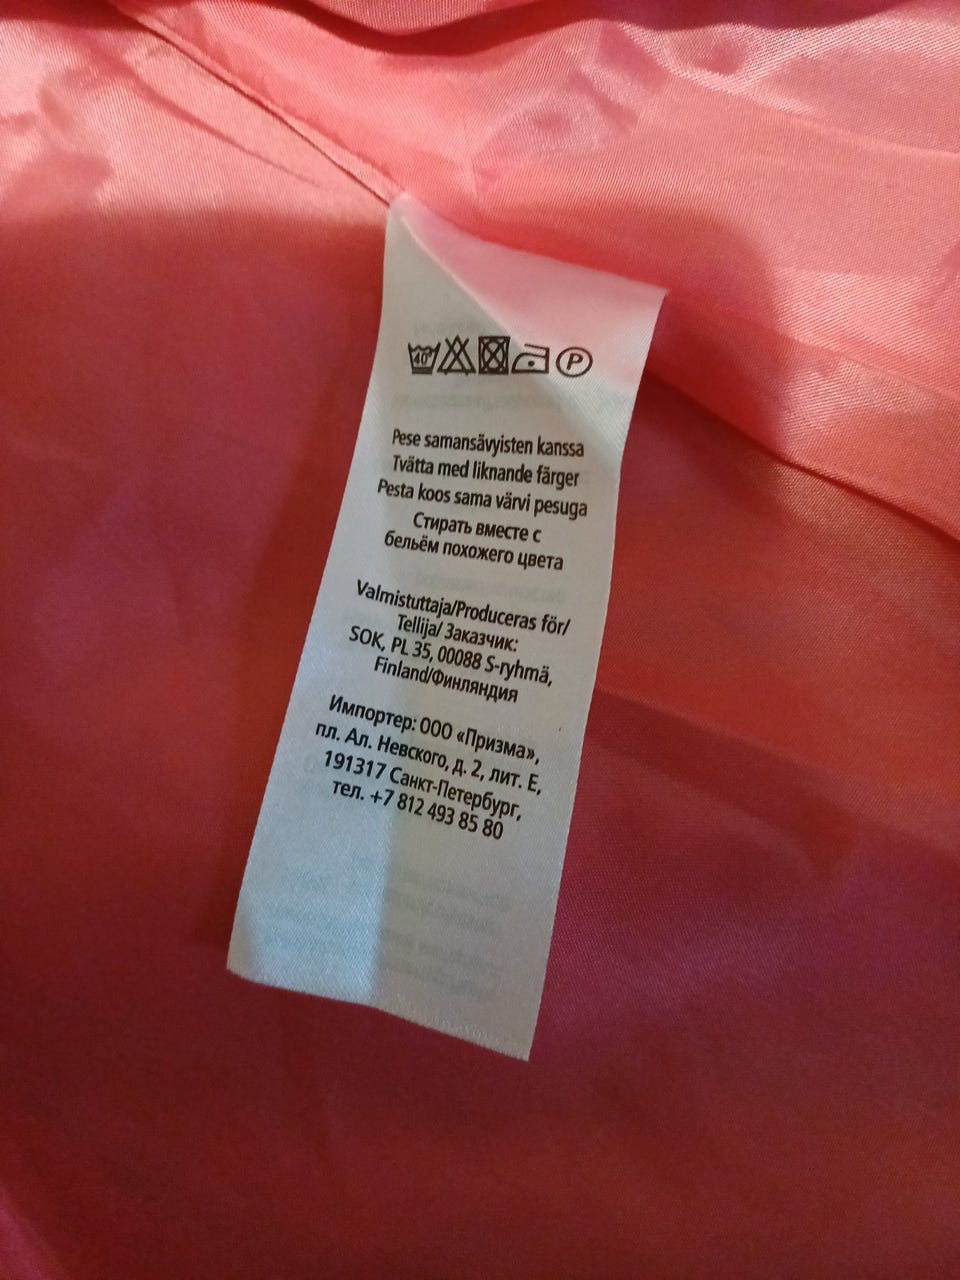 40°
P
Pese samansävyisten kanssa
Tvätta med liknande färger
Pesta koos sama värvi pesuga
Стирать вместе с
бельём похожего цвета
Valmistuttaja/Produceras för/
Tellija/ Заказчик:
SOK, PL 35, 00088 S-ryhmä,
Finland/Финляндия
Импортер: ООО «Призма»,
пл. Ал. Невского, д. 2, лит. Е,
191317 Санкт-Петербург,
тел. +7 812 493 85 80